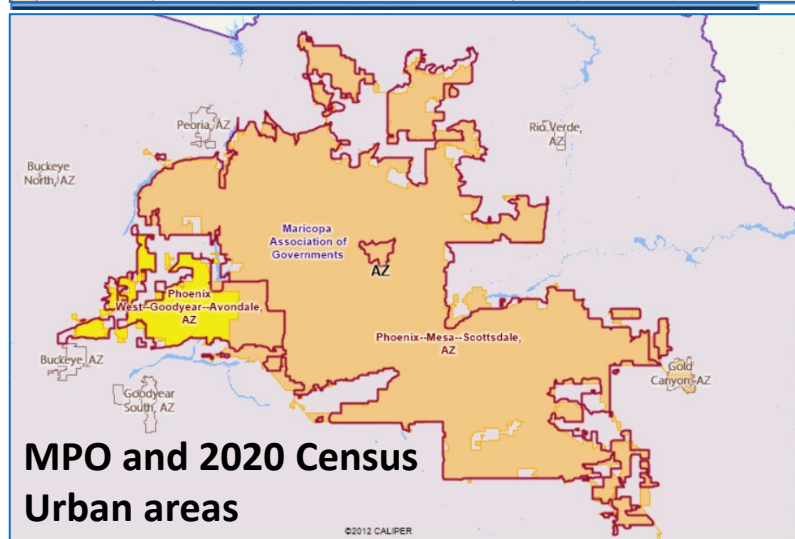 Peoria, AZ
Rio Verde,
AZ
Buckeye
North, AZ
Maricopa
Association of
Governments
AZ
Phoenix
West--Goodyear--Avondale,
AZ
Phoenix--Mesa--Scottsdale,
AZ
Buckeye, AZ
Gold
Canyon, AZ
Goodyear
South, AZ
MPO and 2020 Census
Urban areas
©2012 CALIPER